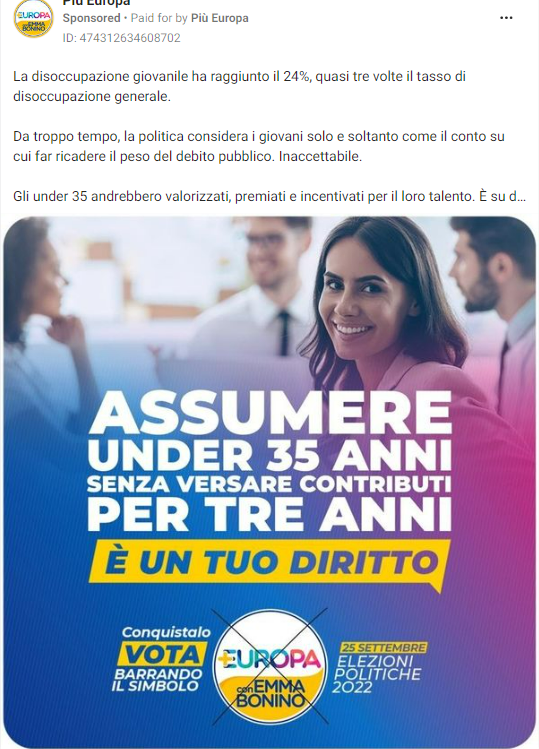 Più Europa
Sponsored • Paid for by Più Europa
ID: 474312634608702
La disoccupazione giovanile ha raggiunto il 24%, quasi tre volte il tasso di
disoccupazione generale.
Da troppo tempo, la politica considera i giovani solo e soltanto come il conto su
cui far ricadere il peso del debito pubblico. Inaccettabile.
Gli under 35 andrebbero valorizzati, premiati e incentivati per il loro talento. È su d...
+EUROPA
con EMMA
BONINO
ASSUMERE
UNDER 35 ANNI
SENZA VERSARE CONTRIBUTI
PER TRE ANNI
È UN TUO DIRITTO
Conquistalo
VOTA
BARRANDO
IL SIMBOLO
+EUROPA
con EMMA
BONINO
25 SETTEMBRE
ELEZIONI
POLITICHE
2022